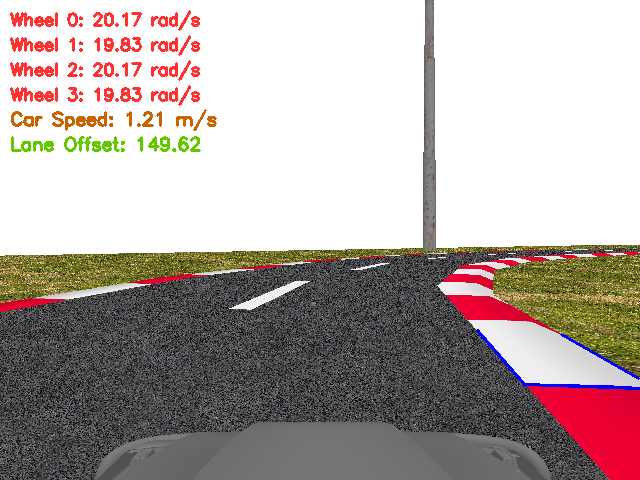 Wheel 0: 20.17 rad/s
Wheel 1: 19.83 rad/s
Wheel 2: 20.17 rad/s
Wheel 3: 19.83 rad/s
Car Speed: 1.21 m/s
Lane Offset: 149.62